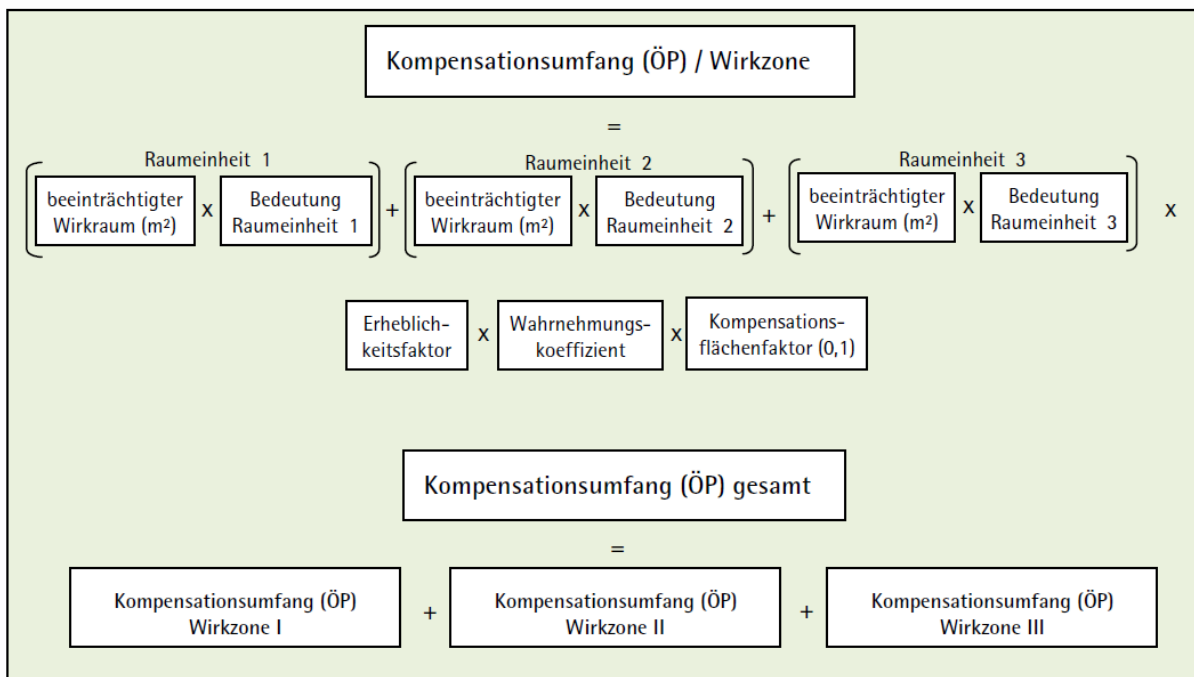 Kompensationsumfang (ÖP) / Wirkzone
=
Raumeinheit 1 Raumeinheit 2 Raumeinheit 3
beeinträchtigter x Bedeutung + beeinträchtigter x Bedeutung + beeinträchtigter x Bedeutung x
Wirkraum (m²) Raumeinheit 1 Wirkraum (m²) Raumeinheit 2 Wirkraum (m²) Raumeinheit 3
Erheblich- x Wahrnehmungs- x Kompensations-
keitsfaktor koeffizient flächenfaktor (0,1)
Kompensationsumfang (ÖP) gesamt
=
Kompensationsumfang (ÖP) + Kompensationsumfang (ÖP) + Kompensationsumfang (ÖP)
Wirkzone I Wirkzone II Wirkzone III